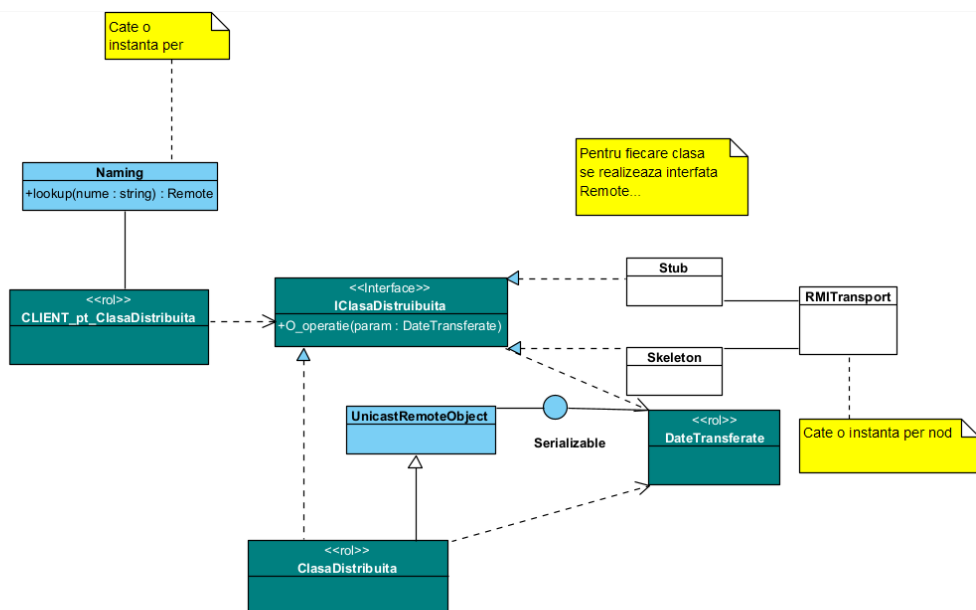 Cate o
instanta per
Naming
+lookup(nume : string) : Remote
Pentru fiecare clasa
se realizeaza interfata
Remote...
<<rol>>
CLIENT_pt_ClasaDistribuita
<<Interface>>
IClasaDistruibuita
+O_operatie(param : DateTransferate)
Stub
RMITransport
Skeleton
UnicastRemoteObject
Serializable
<<rol>>
DateTransferate
Cate o instanta per nod
<<rol>>
ClasaDistribuita